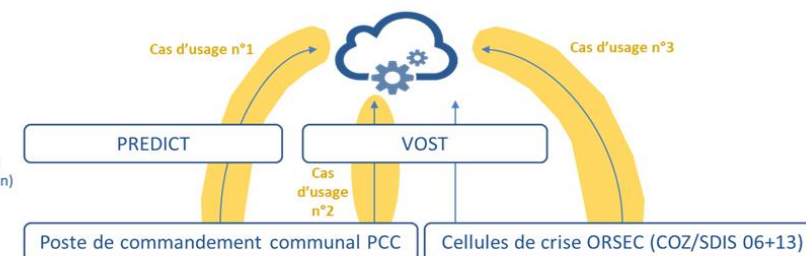 Cas d'usage n°1
Cas d'usage n°3
PREDICT
VOST
n)
Cas
d'usage
n°2
Poste de commandement communal PCC
Cellules de crise ORSEC (COZ/SDIS 06+13)